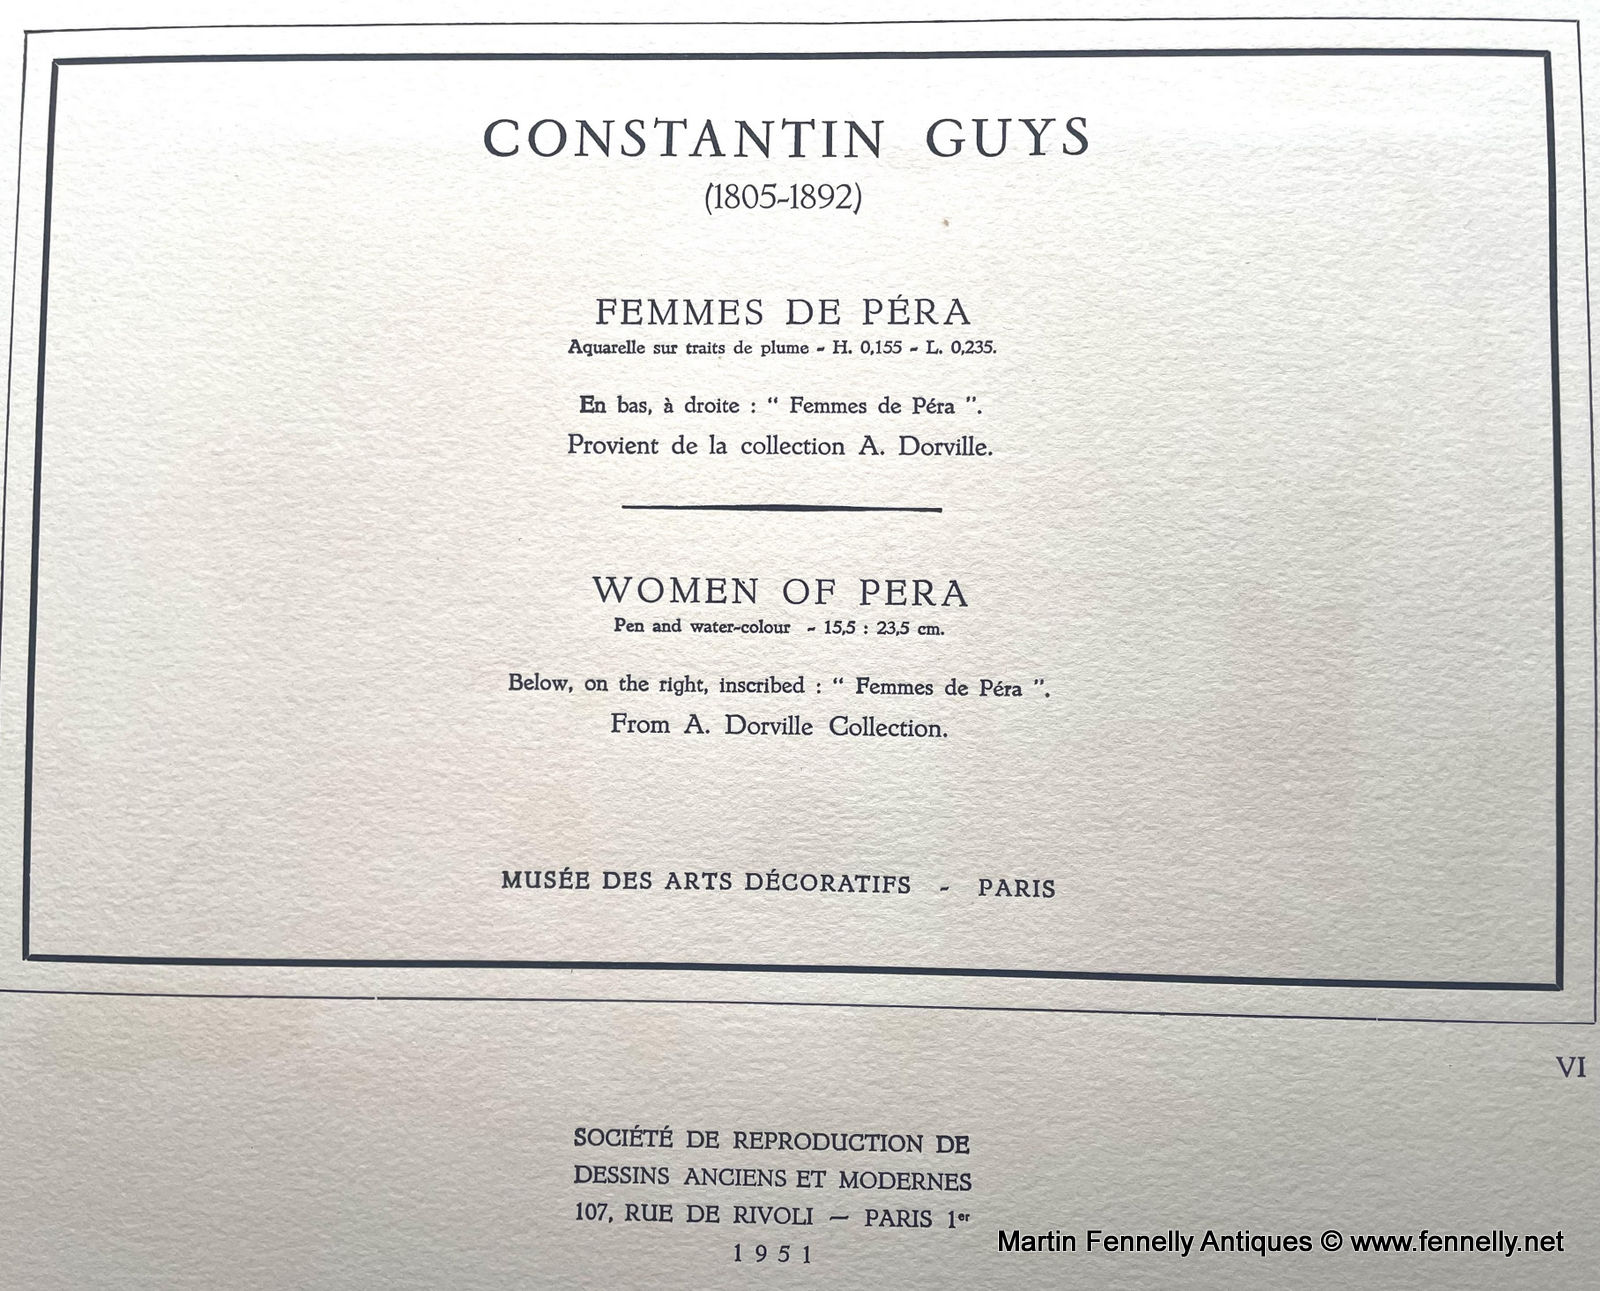 CONSTANTIN GUYS
(1805-1892)
FEMMES DE PÉRA
Aquarelle sur traits de plume - H. 0,155 - L. 0,235.
En bas, à droite : “ Femmes de Péra ”.
Provient de la collection A. Dorville.
WOMEN OF PERA
Pen and water-colour - 15,5 : 23,5 cm.
Below, on the right, inscribed : “ Femmes de Péra ”.
From A. Dorville Collection.
MUSÉE DES ARTS DÉCORATIFS - PARIS
VI
SOCIÉTÉ DE REPRODUCTION DE
DESSINS ANCIENS ET MODERNES
107, RUE DE RIVOLI — PARIS 1er
1951
Martin Fennelly Antiques © www.fennelly.net